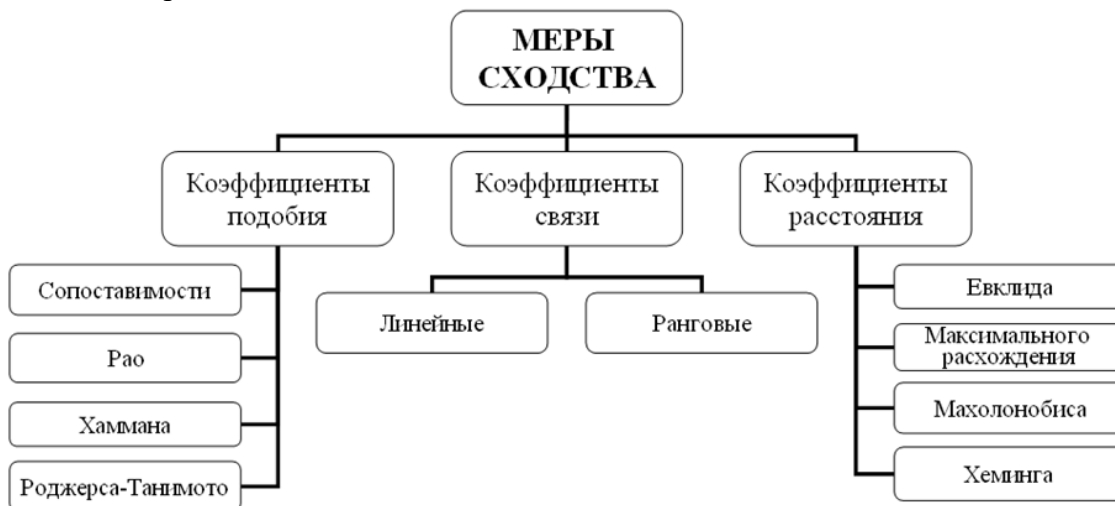 МЕРЫ
СХОДСТВА
Коэффициенты
подобия
Коэффициенты
связи
Коэффициенты
расстояния
Сопоставимости
Рао
Хаммана
Роджерса-Танимото
Линейные
Ранговые
Евклида
Максимального
расхождения
Махолонобиса
Хеминга